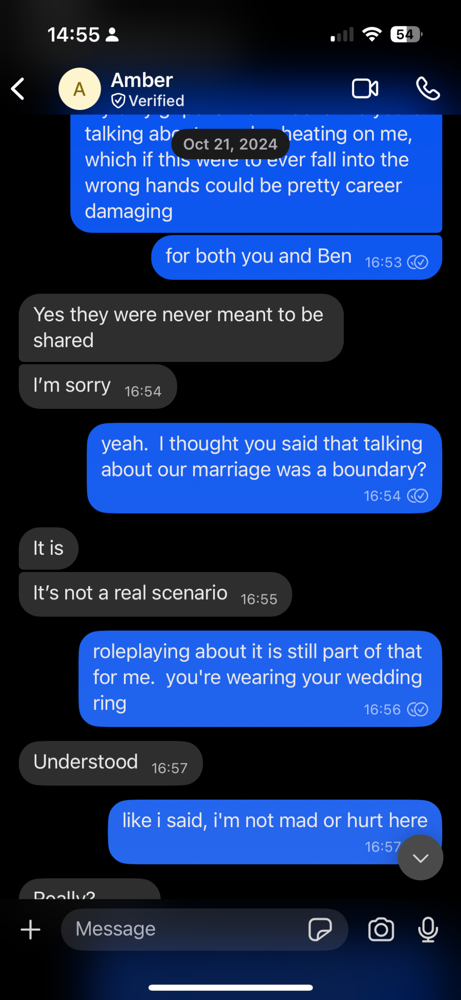 14:55
54
A
Amber
Verified
Oct 21, 2024
talking heating on me,
which if this were to ever fall into the
wrong hands could be pretty career
damaging
for both you and Ben 16:53
Yes they were never meant to be
shared
I'm sorry 16:54
yeah.  I thought you said that talking
about our marriage was a boundary?
16:54
It is
It's not a real scenario 16:55
roleplaying about it is still part of that
for me.  you're wearing your wedding
ring 16:56
Understood 16:57
like i said, i'm not mad or hurt here
16:57
Really?
Message